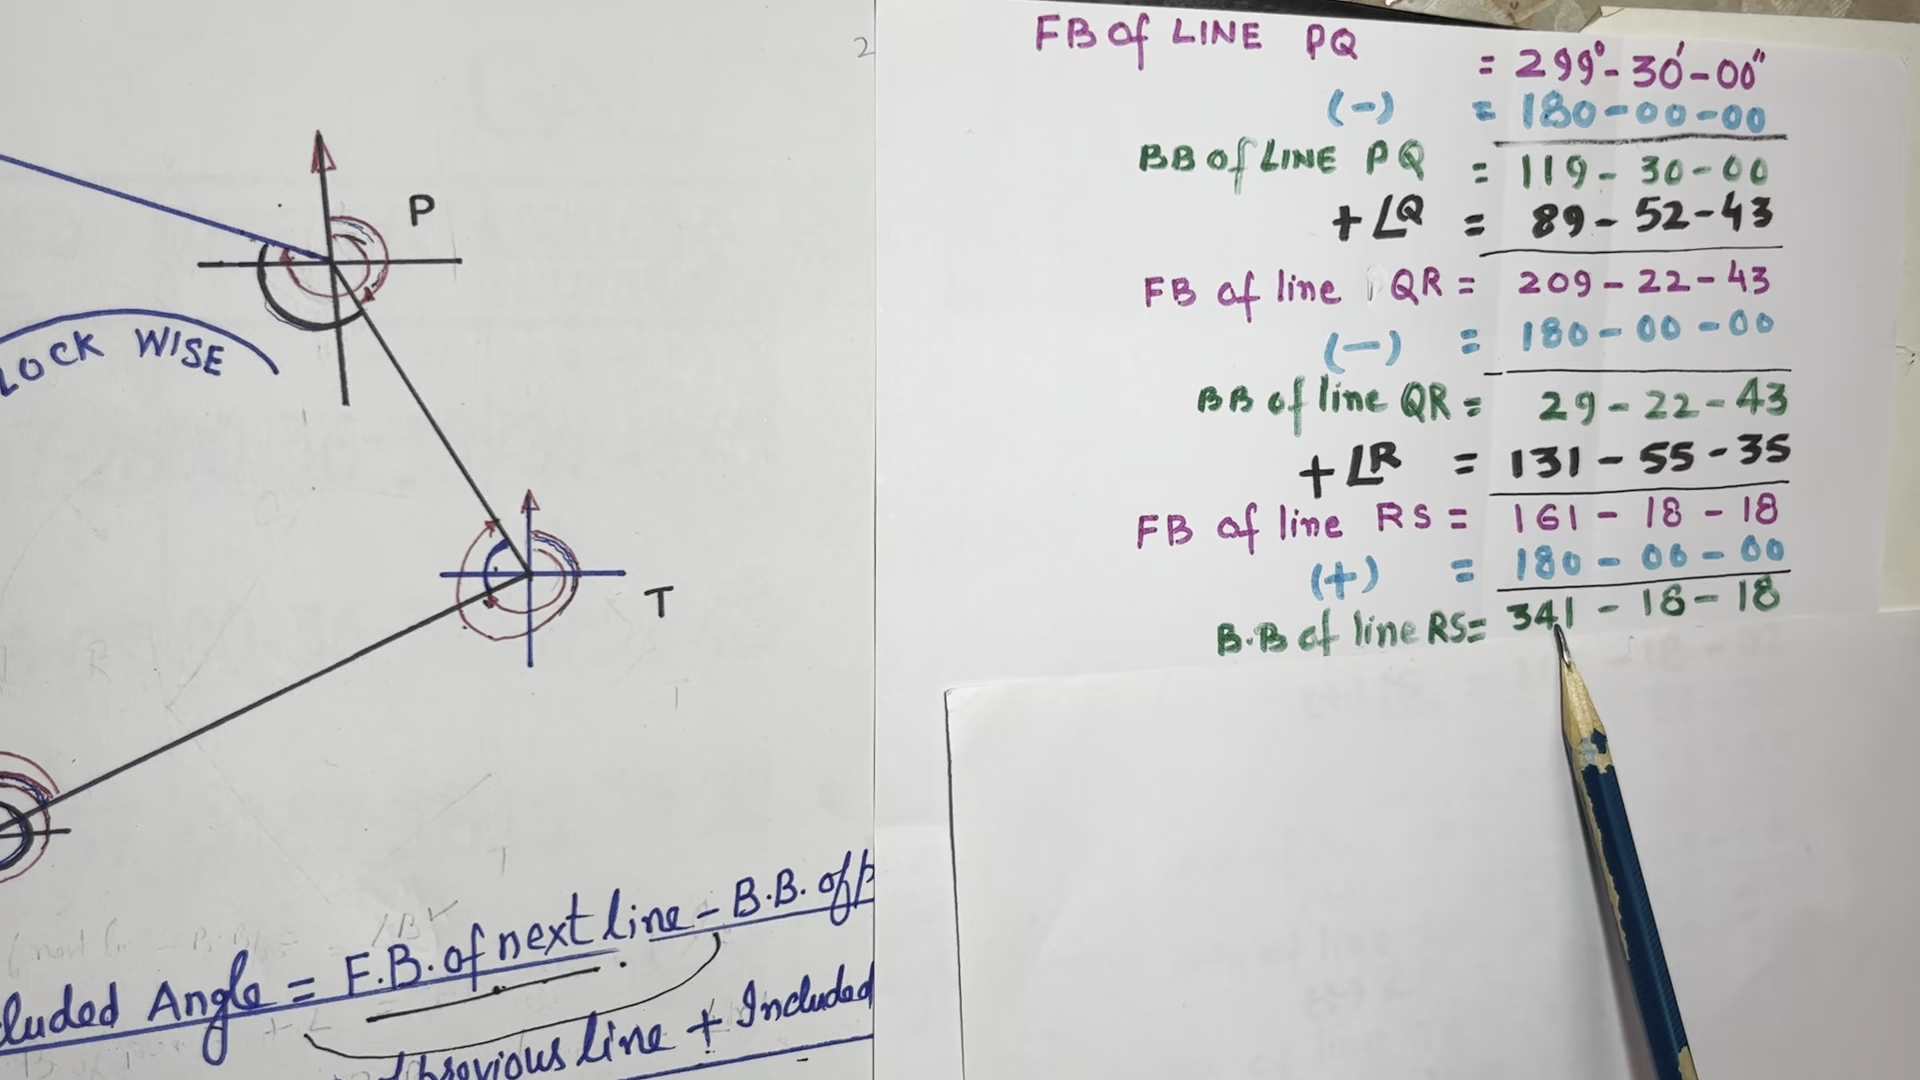 P
LOCK WISE
T
cluded Angle = F.B. of next line - B.B. of p
previous line + Included
2
FB of LINE PQ = 299°- 30'- 00"
(-) = 180-00-00
BB of LINE PQ = 119 - 30 - 00
+∠Q = 89 - 52 - 43
FB of line QR = 209 - 22 - 43
(-) = 180 - 00 - 00
BB of line QR = 29 - 22 - 43
+∠R = 131 - 55 - 35
FB of line RS = 161 - 18 - 18
(+) = 180 - 00 - 00
B.B of line RS = 341 - 18 - 18